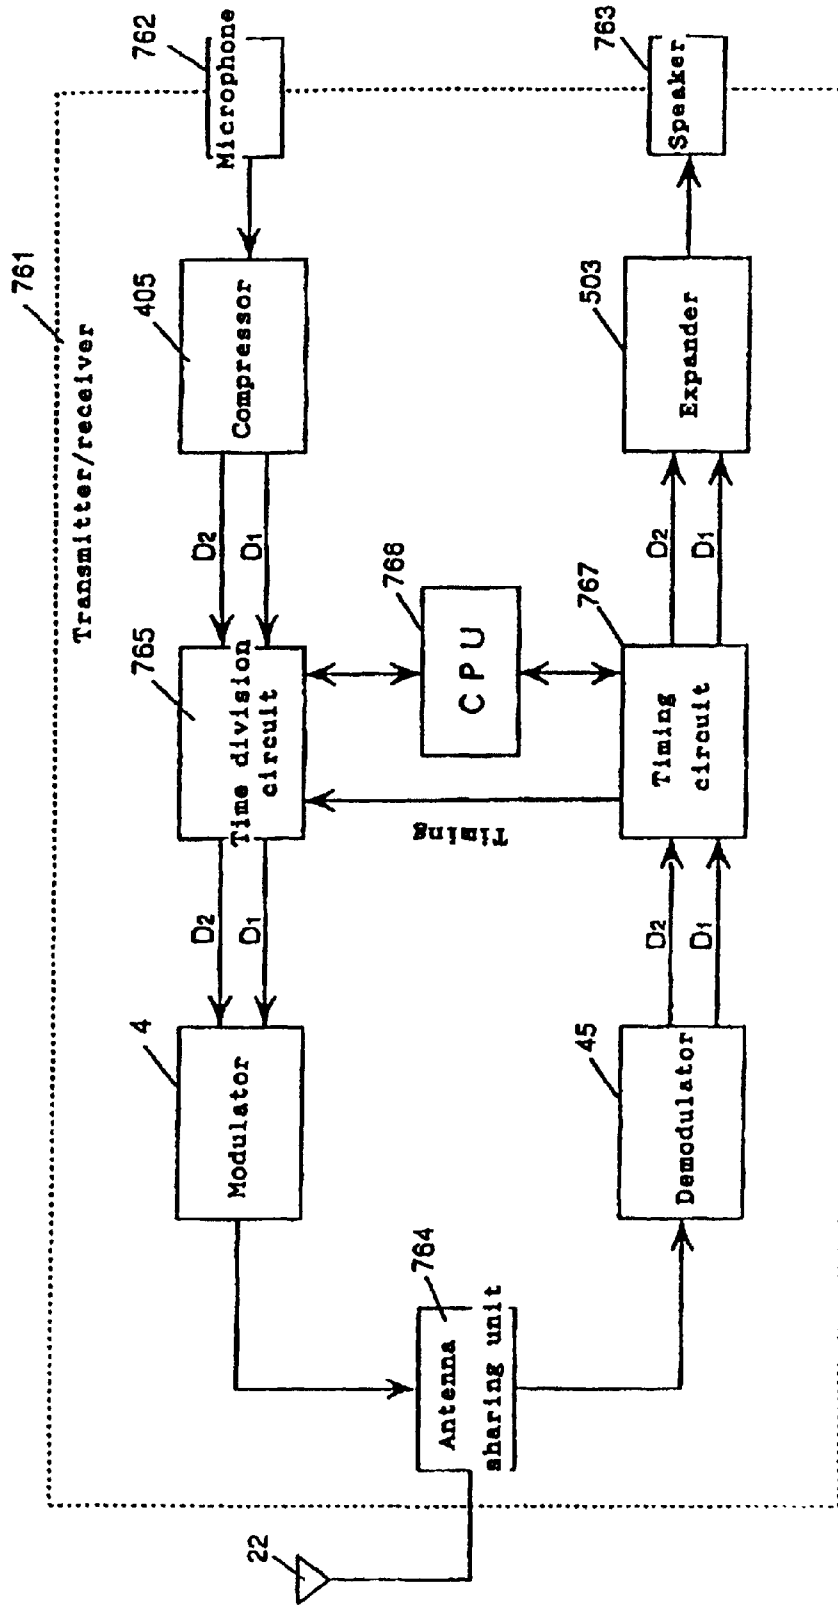 761
Transmitter/receiver
22
764
Antenna
sharing unit
4
Modulator
D2
D1
765
Time division
circuit
D2
D1
405
Compressor
762
Microphone
Timing
768
CPU
45
Demodulator
D2
D1
767
Timing
circuit
D2
D1
503
Expander
763
Speaker